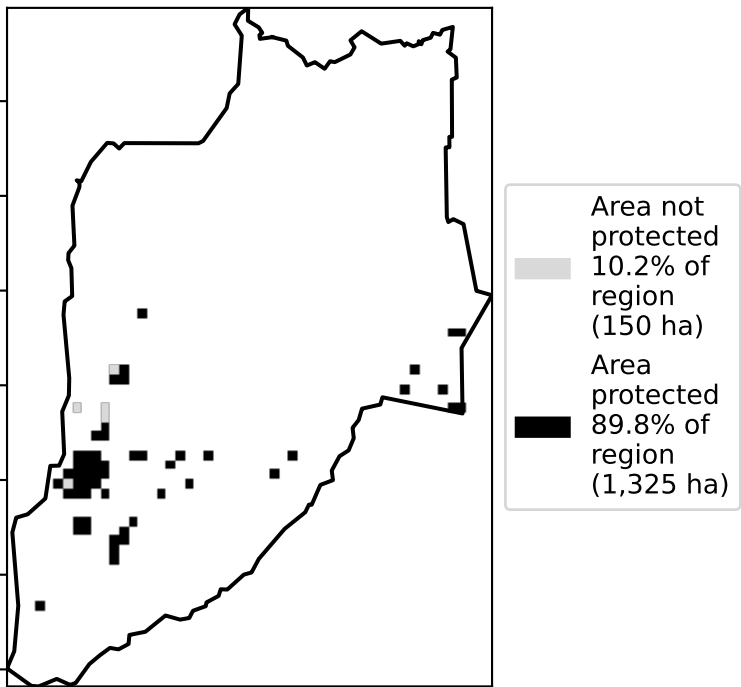 Area not
protected
10.2% of
region
(150 ha)
Area
protected
89.8% of
region
(1,325 ha)